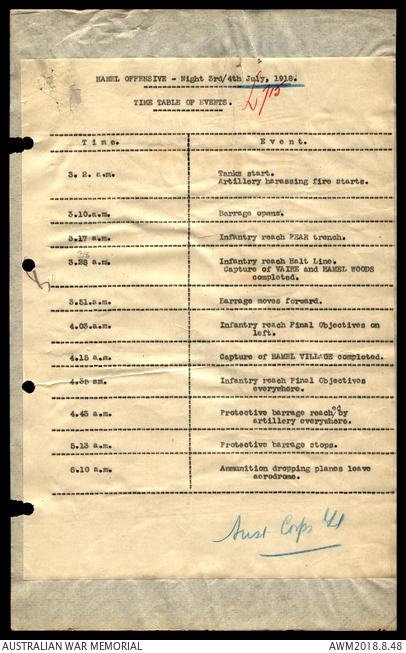 HAMEL OFFENSIVE - Night 3rd/4th July, 1918.
TIME TABLE OF EVENTS.
Time. Event.
3. 2. a.m. Tanks start.
Artillery harassing fire starts.
3.10.a.m. Barrage opens.
3.17 a.m. Infantry reach PEAR trench.
3.28 a.m. Infantry reach Halt Line.
Capture of VAIRE and HAMEL WOODS
completed.
3.51.a.m. Barrage moves forward.
4.03.a.m. Infantry reach Final Objectives on
left.
4.15 a.m. Capture of HAMEL VILLAGE completed.
am. Infantry reach Final Objectives
everywhere.
4.45 a.m. Protective barrage reached by
artillery everywhere.
5.13 a.m. Protective barrage stops.
6.10 a.m. Ammunition dropping planes leave
aerodrome.
Aust Corps
AUSTRALIAN WAR MEMORIAL AWM2018.8.48